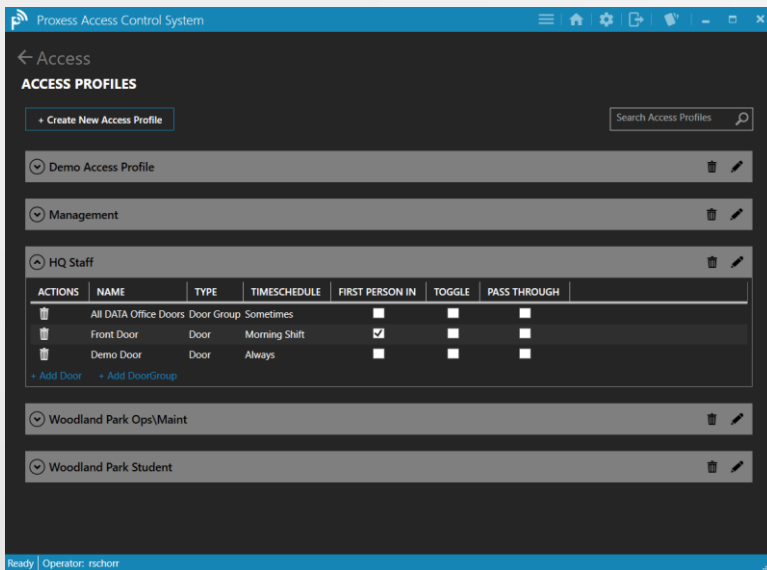 Proxess Access Control System
Access
ACCESS PROFILES
+ Create New Access Profile
Search Access Profiles
Demo Access Profile
Management
HQ Staff
ACTIONS NAME TYPE TIMESCHEDULE FIRST PERSON IN TOGGLE PASS THROUGH
All DATA Office Doors Door Group Sometimes
Front Door Door Morning Shift
Demo Door Door Always
+ Add Door + Add DoorGroup
Woodland Park Ops\Maint
Woodland Park Student
Ready Operator: rschorr